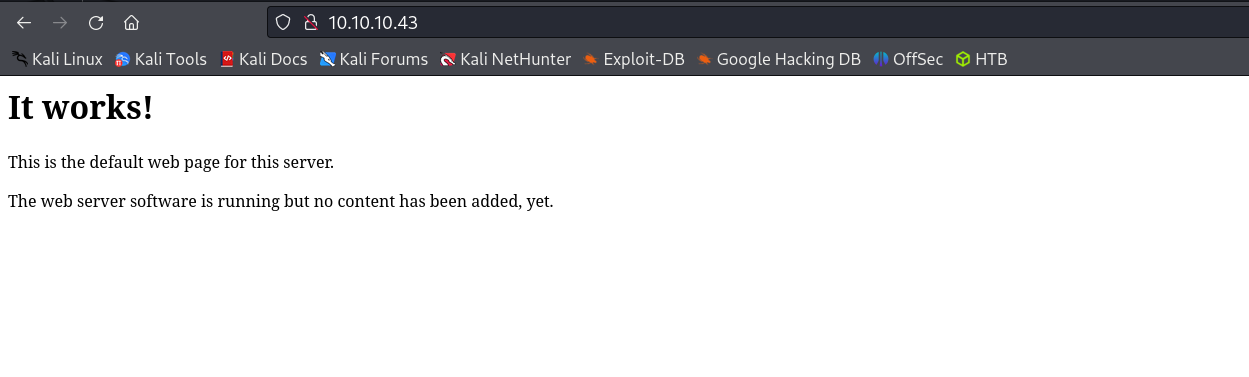 10.10.10.43
Kali Linux Kali Tools Kali Docs Kali Forums Kali NetHunter Exploit-DB Google Hacking DB OffSec HTB
It works!
This is the default web page for this server.
The web server software is running but no content has been added, yet.